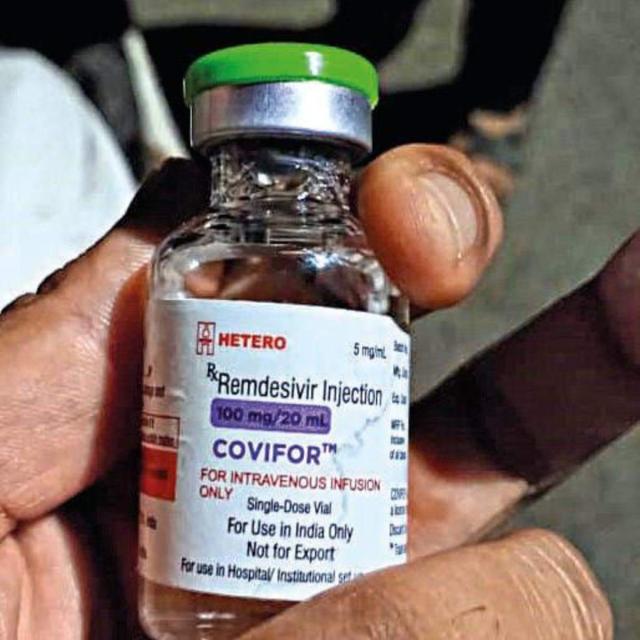 HETERO
5 mg/mL
Rx Remdesivir Injection
100 mg/20 mL
COVIFOR™
FOR INTRAVENOUS INFUSION
ONLY
Single-Dose Vial
For Use in India Only
Not for Export
For use in Hospital/ Institutional